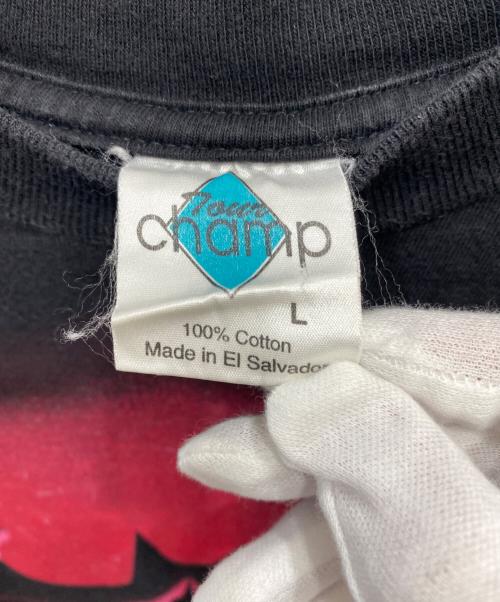 Tour
champ
L
100% Cotton
Made in El Salvador